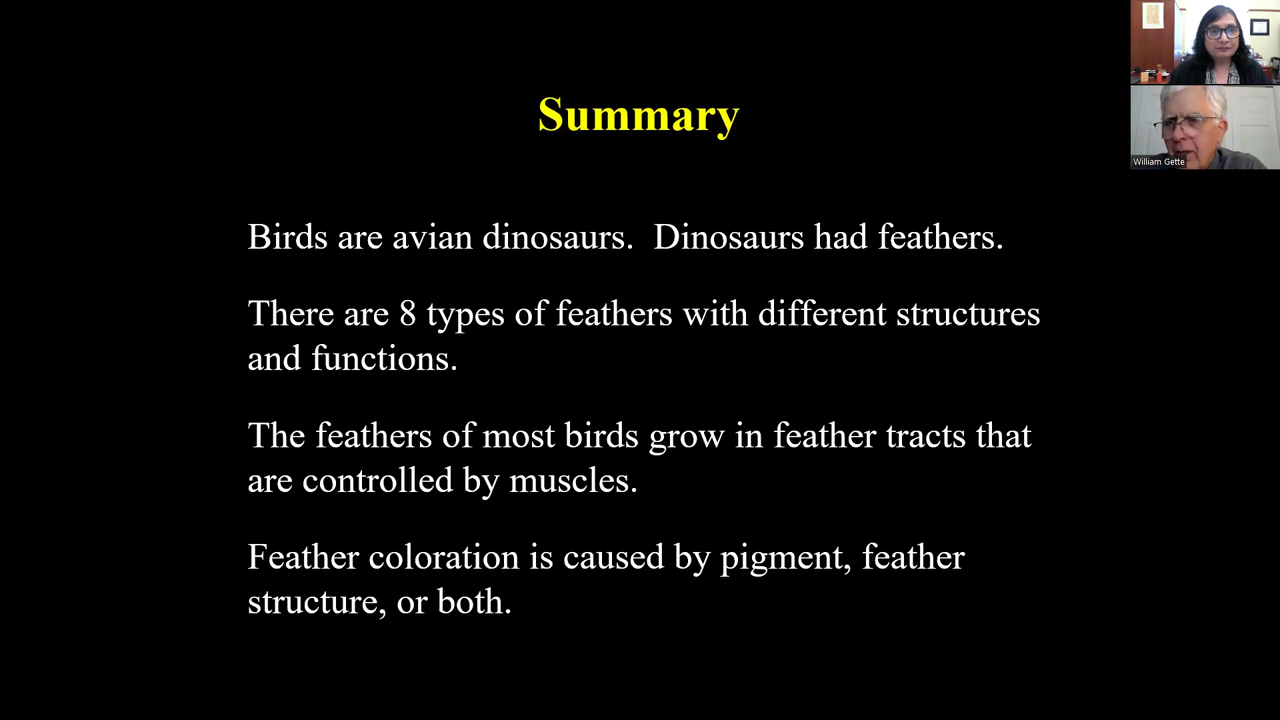 Summary
Birds are avian dinosaurs.  Dinosaurs had feathers.
There are 8 types of feathers with different structures
and functions.
The feathers of most birds grow in feather tracts that
are controlled by muscles.
Feather coloration is caused by pigment, feather
structure, or both.
William Gette